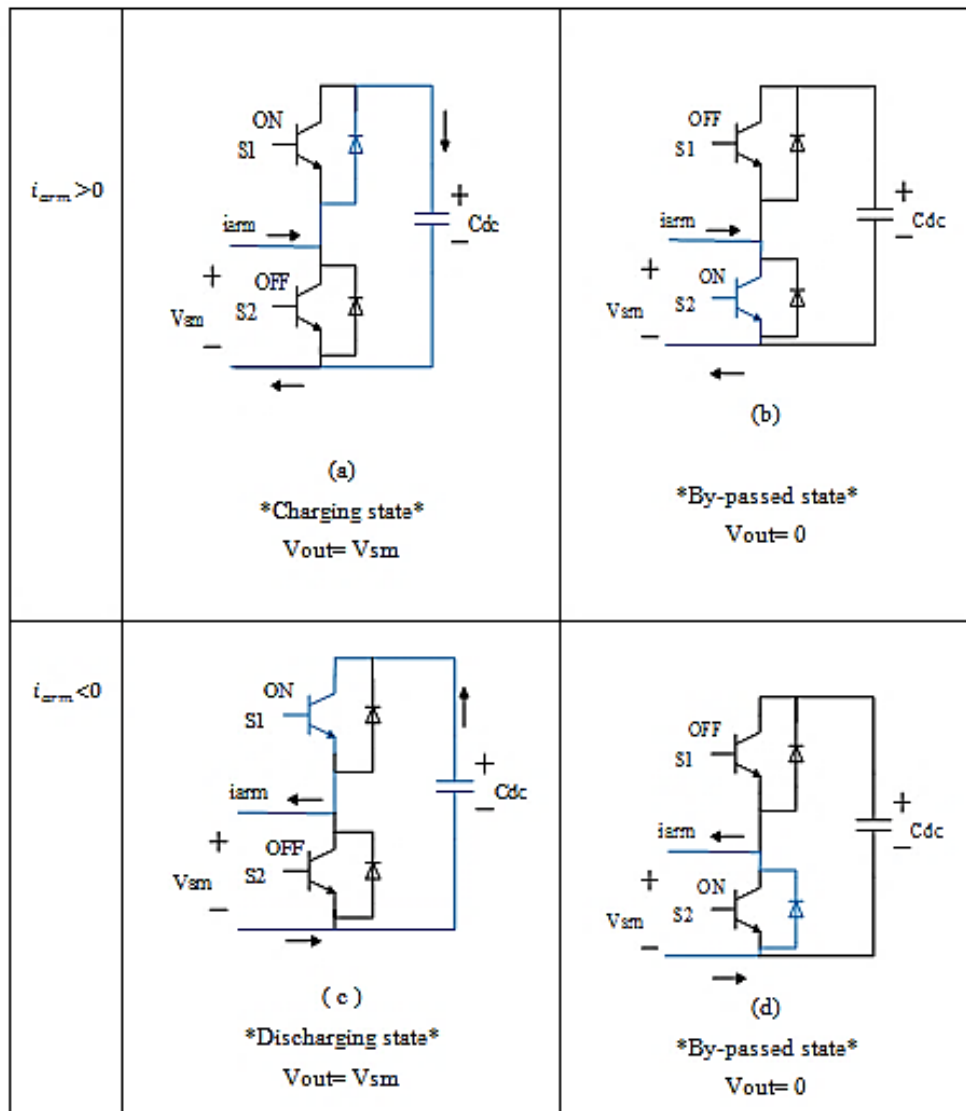 i_arm >0
ON
S1
iarm
+
_
Cdc
+
OFF
Vsm
S2
−
(a)
*Charging state*
Vout= Vsm
OFF
S1
iarm
+
_
Cdc
+
ON
Vsm
S2
−
(b)
*By-passed state*
Vout= 0
i_arm <0
ON
S1
iarm
+
_
Cdc
+
OFF
Vsm
S2
−
( c )
*Discharging state*
Vout= Vsm
OFF
S1
iarm
+
_
Cdc
+
ON
Vsm
S2
−
(d)
*By-passed state*
Vout= 0